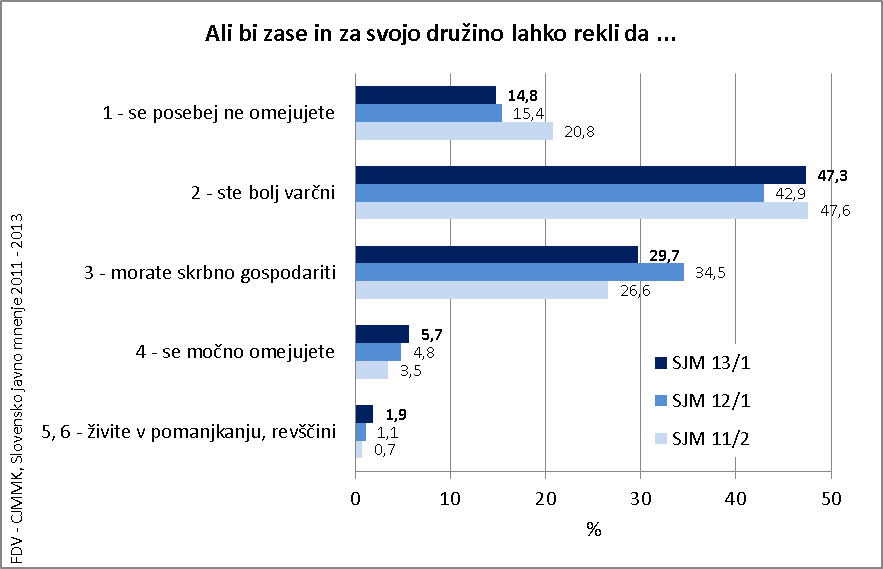 Ali bi zase in za svojo družino lahko rekli da ...
1 - se posebej ne omejujete
14,8
15,4
20,8
2 - ste bolj varčni
47,3
42,9
47,6
3 - morate skrbno gospodariti
29,7
34,5
26,6
4 - se močno omejujete
5,7
4,8
3,5
5, 6 - živite v pomanjkanju, revščini
1,9
1,1
0,7
SJM 13/1
SJM 12/1
SJM 11/2
0 10 20 30 40 50
%
FDV - CJMMK, Slovensko javno mnenje 2011 - 2013